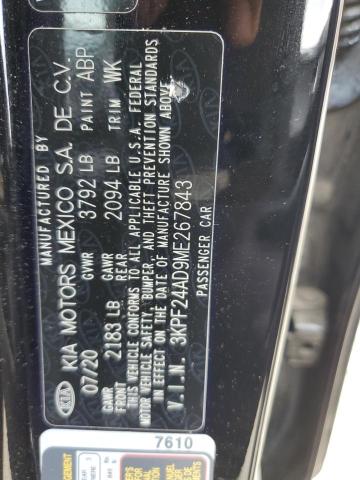 MANUFACTURED BY
KIA MOTORS MEXICO S.A. DE C.V.
07/20 GVWR 3792 LB PAINT ABP
GAWR FRONT 2183 LB GAWR REAR 2094 LB TRIM WK
THIS VEHICLE CONFORMS TO ALL APPLICABLE U.S.A. FEDERAL
MOTOR VEHICLE SAFETY, BUMPER, AND THEFT PREVENTION STANDARDS
IN EFFECT ON THE DATE OF MANUFACTURE SHOWN ABOVE.
V.I.N. 3KPF24AD9ME267843
PASSENGER CAR
KIA
7610